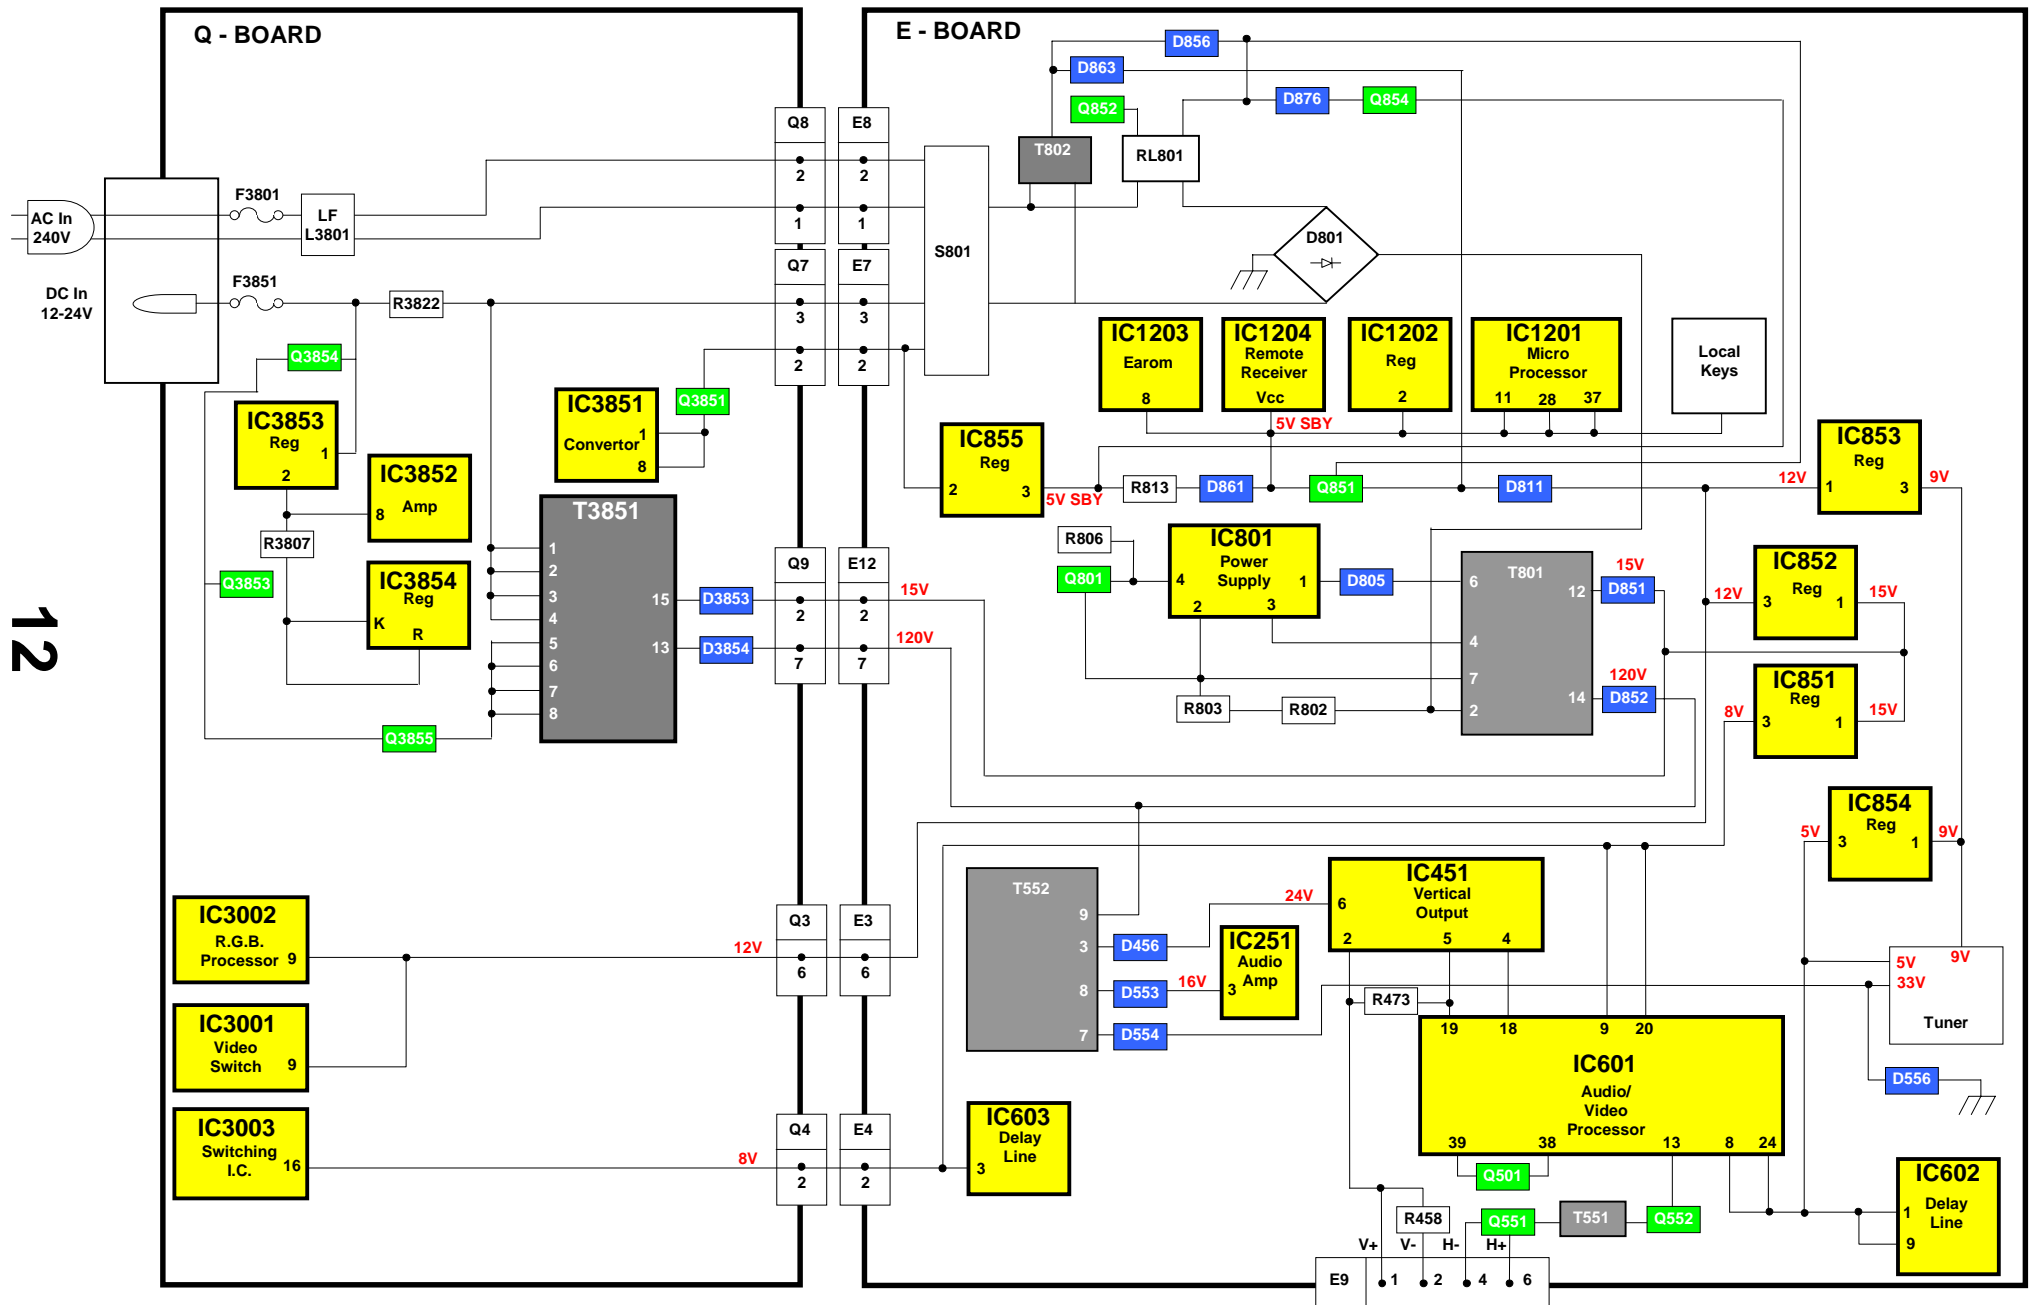 Q - BOARD
E - BOARD
D856
D863
D876
Q854
Q852
T802
RL801
Q8
E8
2
2
1
1
AC In
240V
F3801
LF
L3801
S801
D801
DC In
12-24V
F3851
R3822
Q7
E7
3
3
2
2
Q3854
Q3851
IC3853
Reg
1
2
IC3852
Amp
8
R3807
Q3853
IC3854
Reg
K
R
Q3855
IC3851
Convertor
1
8
T3851
1
2
3
4
5
6
7
8
15
13
D3853
D3854
Q9
E12
2
2
7
7
15V
120V
IC1203
Earom
8
IC1204
Remote
Receiver
Vcc
IC1202
Reg
2
IC1201
Micro
Processor
11
28
37
Local
Keys
5V SBY
IC855
Reg
2
3
5V SBY
R813
D861
Q851
D811
12V
IC853
Reg
1
3
9V
R806
Q801
IC801
Power
Supply
4
1
2
3
D805
T801
6
4
7
2
12
14
15V
D851
120V
D852
R803
R802
12V
IC852
Reg
3
1
15V
8V
IC851
Reg
3
1
15V
5V
IC854
Reg
3
1
9V
12
IC3002
R.G.B.
Processor
9
IC3001
Video
Switch
9
IC3003
Switching
I.C.
16
12V
Q3
E3
6
6
8V
Q4
E4
2
2
T552
9
3
8
7
D456
D553
D554
24V
16V
IC251
Audio
Amp
3
IC451
Vertical
Output
6
2
5
4
R473
5V
9V
33V
Tuner
D556
IC603
Delay
Line
3
IC601
Audio/
Video
Processor
19
18
9
20
39
38
13
8
24
Q501
R458
Q551
T551
Q552
IC602
Delay
Line
1
9
V+
V-
H-
H+
E9
1
2
4
6